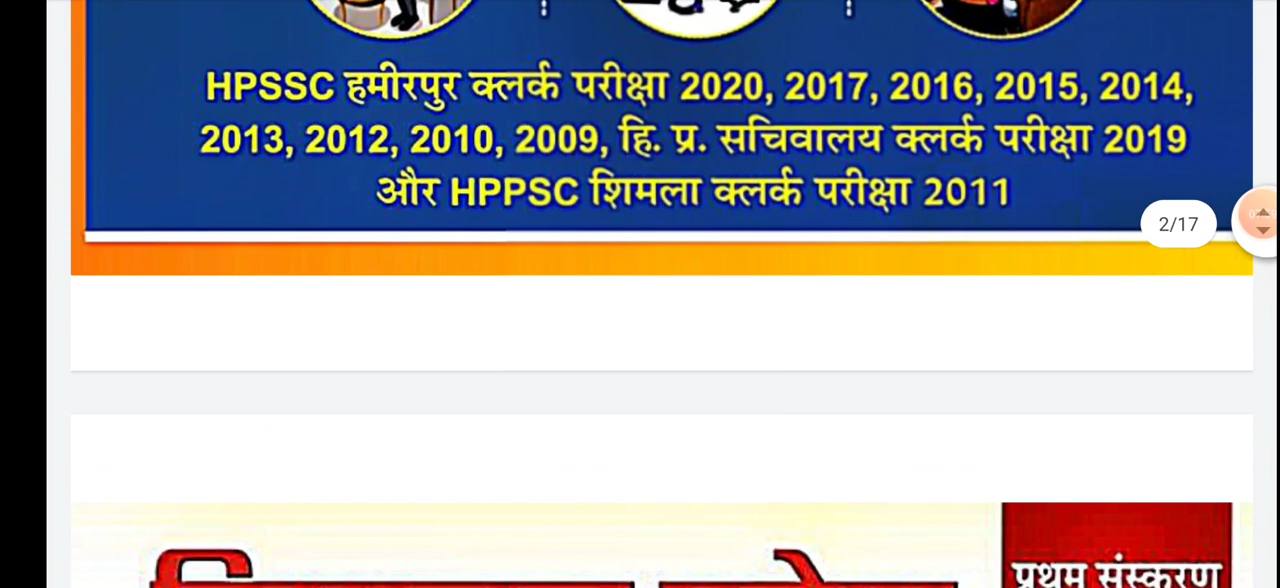 HPSSC हमीरपुर क्लर्क परीक्षा 2020, 2017, 2016, 2015, 2014,
2013, 2012, 2010, 2009, हि. प्र. सचिवालय क्लर्क परीक्षा 2019
और HPPSC शिमला क्लर्क परीक्षा 2011
2/17
प्रथम संस्करण